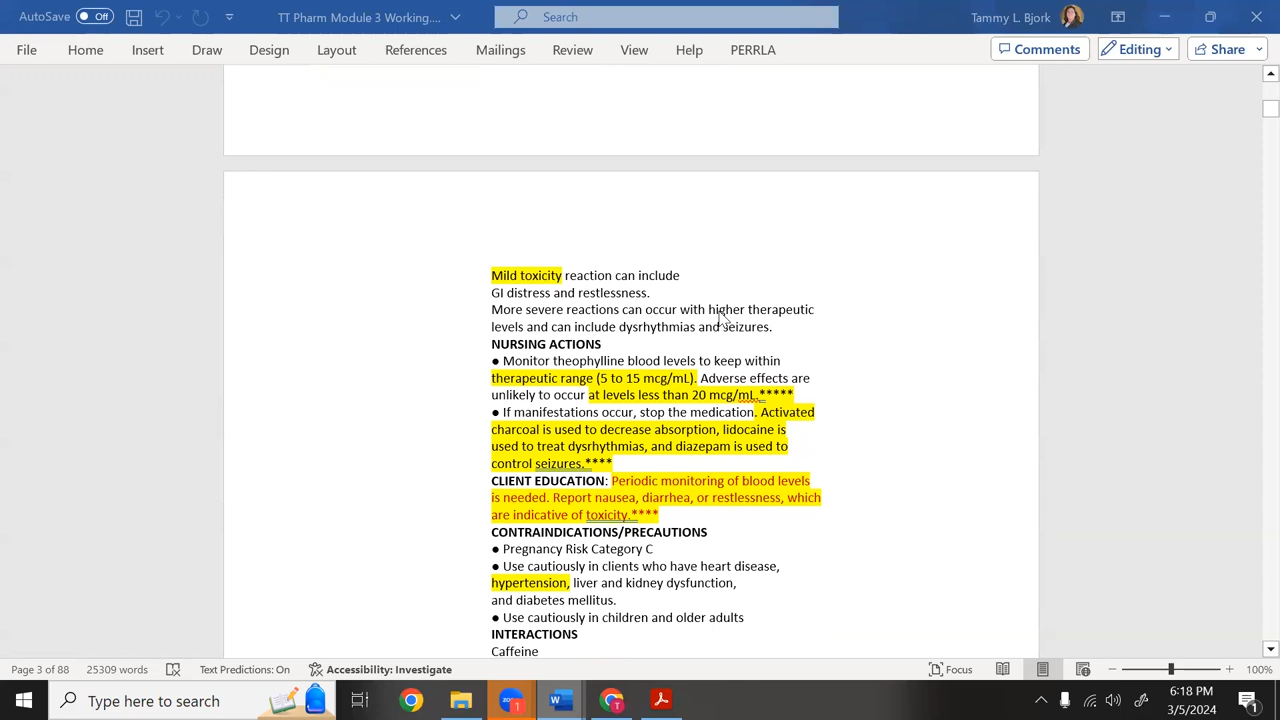 AutoSave Off TT Pharm Module 3 Working.... Search Tammy L. Bjork
File Home Insert Draw Design Layout References Mailings Review View Help PERRLA Comments Editing Share
Mild toxicity reaction can include
GI distress and restlessness.
More severe reactions can occur with higher therapeutic
levels and can include dysrhythmias and seizures.
NURSING ACTIONS
● Monitor theophylline blood levels to keep within
therapeutic range (5 to 15 mcg/mL). Adverse effects are
unlikely to occur at levels less than 20 mcg/mL.*****
● If manifestations occur, stop the medication. Activated
charcoal is used to decrease absorption, lidocaine is
used to treat dysrhythmias, and diazepam is used to
control seizures.****
CLIENT EDUCATION: Periodic monitoring of blood levels
is needed. Report nausea, diarrhea, or restlessness, which
are indicative of toxicity.****
CONTRAINDICATIONS/PRECAUTIONS
● Pregnancy Risk Category C
● Use cautiously in clients who have heart disease,
hypertension, liver and kidney dysfunction,
and diabetes mellitus.
● Use cautiously in children and older adults
INTERACTIONS
Caffeine
Page 3 of 88 25309 words Text Predictions: On Accessibility: Investigate Focus 100%
Type here to search 6:18 PM
3/5/2024